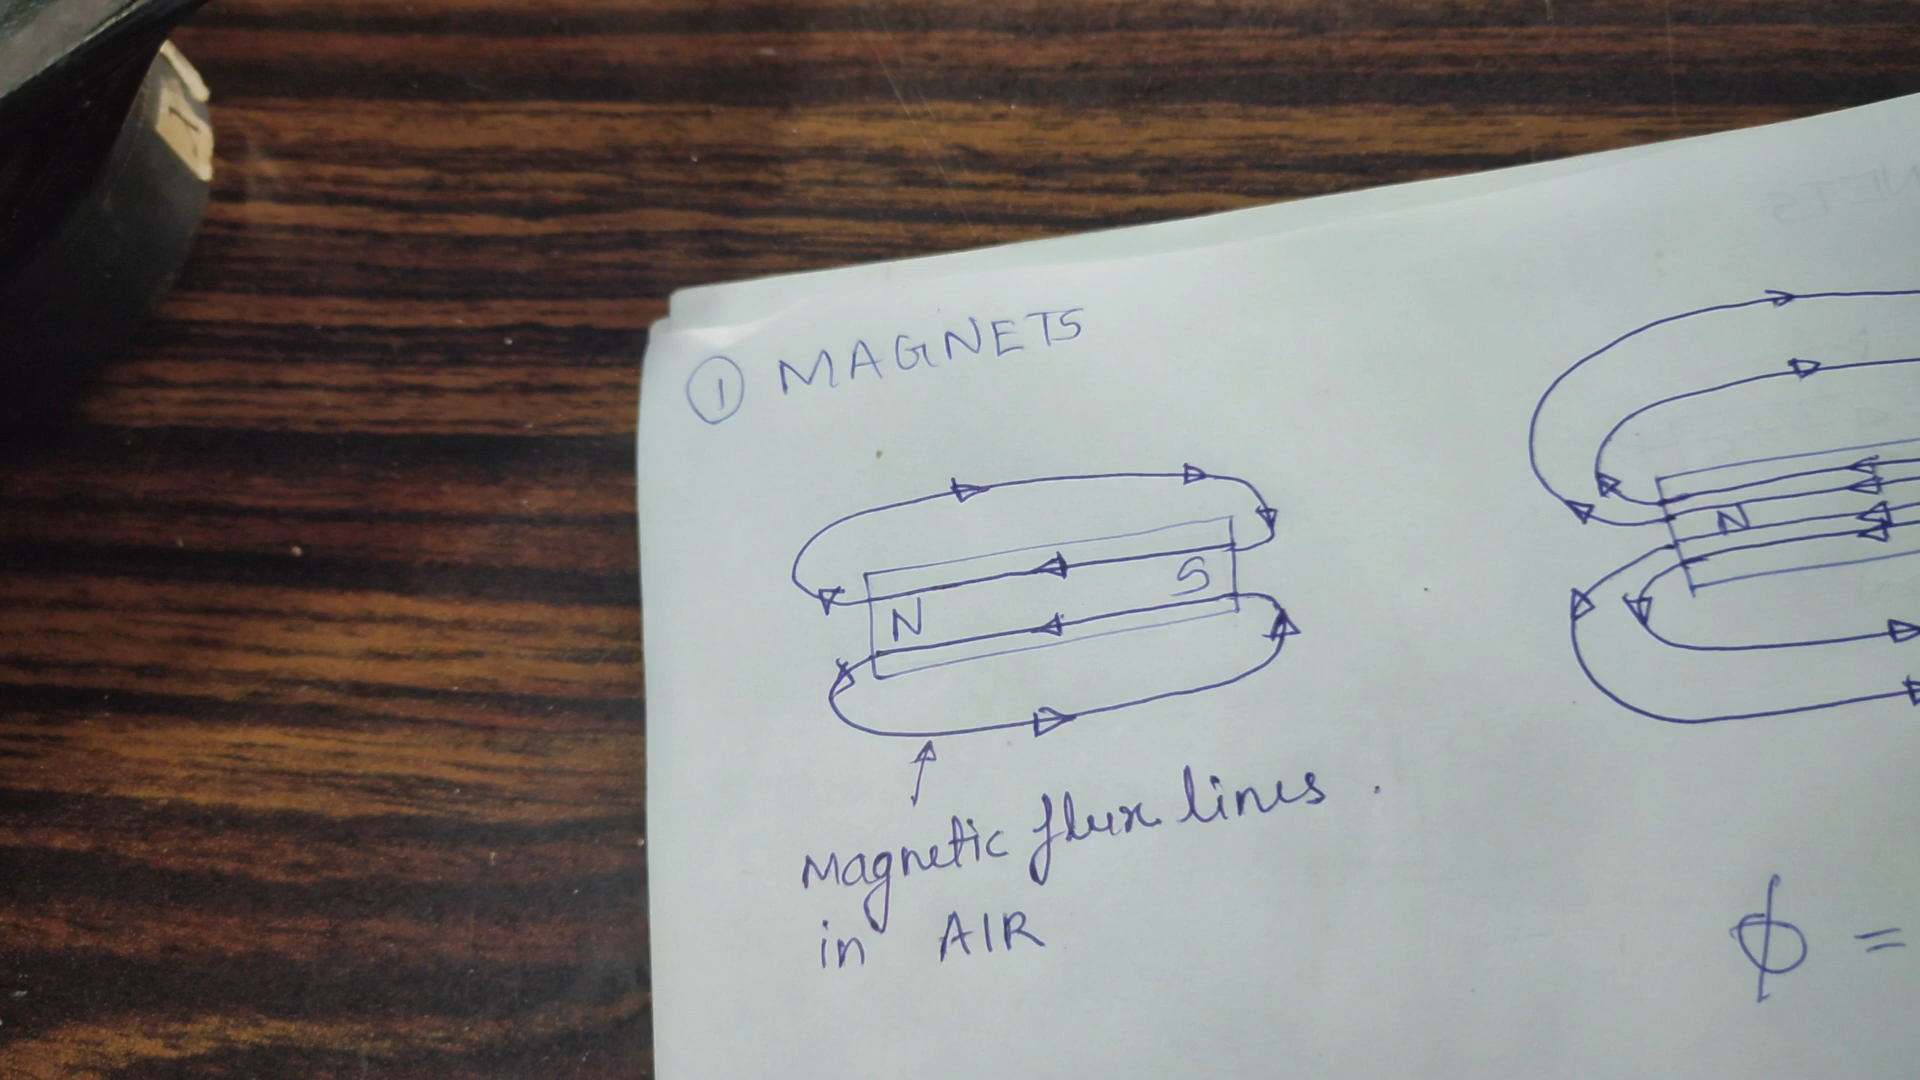 ① MAGNETS
N
S
Magnetic flux lines.
in AIR
N
ϕ =